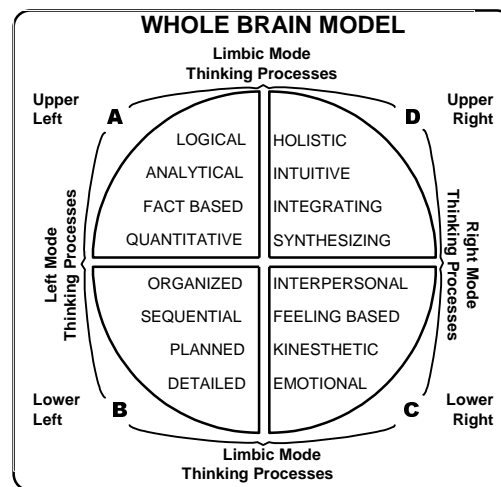 WHOLE BRAIN MODEL
Limbic Mode
Thinking Processes
Upper
Left
A
D
Upper
Right
LOGICAL
ANALYTICAL
FACT BASED
QUANTITATIVE
HOLISTIC
INTUITIVE
INTEGRATING
SYNTHESIZING
Left Mode
Thinking Processes
Right Mode
Thinking Processes
ORGANIZED
SEQUENTIAL
PLANNED
DETAILED
INTERPERSONAL
FEELING BASED
KINESTHETIC
EMOTIONAL
Lower
Left
B
C
Lower
Right
Limbic Mode
Thinking Processes